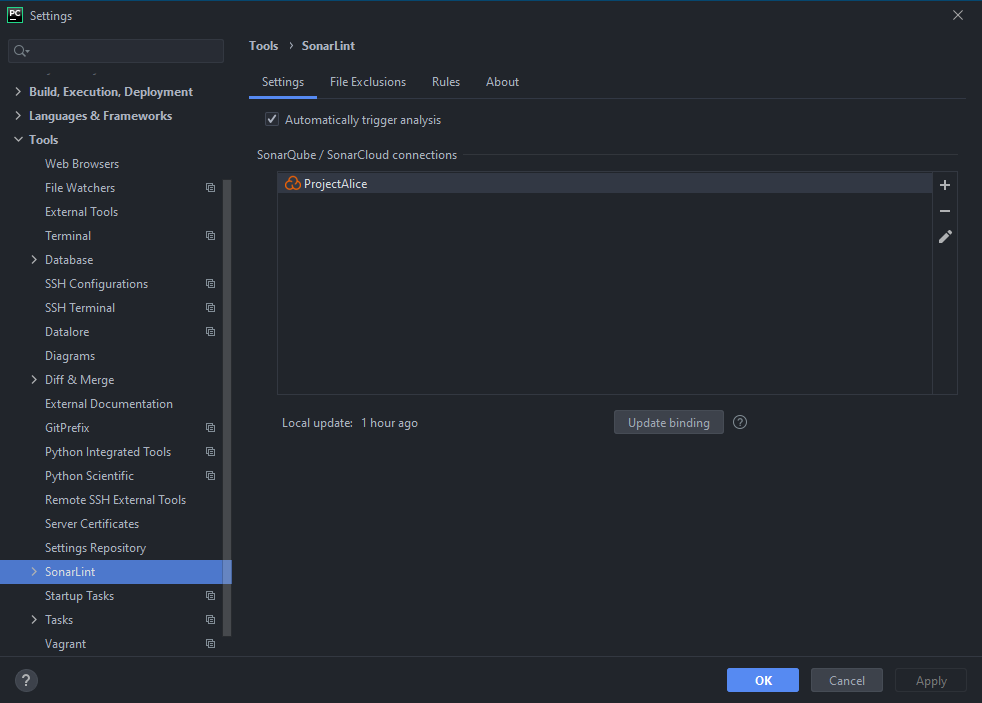 PC
Settings
Build, Execution, Deployment
Languages & Frameworks
Tools
Web Browsers
File Watchers
External Tools
Terminal
Database
SSH Configurations
SSH Terminal
Datalore
Diagrams
Diff & Merge
External Documentation
GitPrefix
Python Integrated Tools
Python Scientific
Remote SSH External Tools
Server Certificates
Settings Repository
SonarLint
Startup Tasks
Tasks
Vagrant
Tools › SonarLint
Settings File Exclusions Rules About
Automatically trigger analysis
SonarQube / SonarCloud connections
ProjectAlice
Local update: 1 hour ago Update binding ?
? OK Cancel Apply